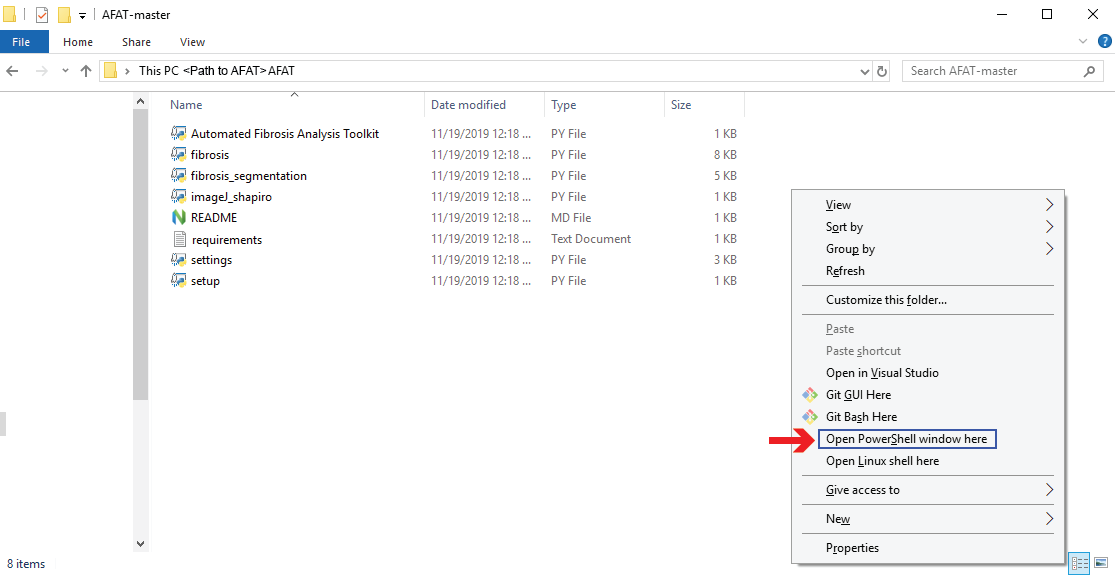 AFAT-master
File Home Share View
This PC <Path to AFAT>AFAT
Search AFAT-master
Name Date modified Type Size
Automated Fibrosis Analysis Toolkit 11/19/2019 12:18 ... PY File 1 KB
fibrosis 11/19/2019 12:18 ... PY File 8 KB
fibrosis_segmentation 11/19/2019 12:18 ... PY File 5 KB
imageJ_shapiro 11/19/2019 12:18 ... PY File 1 KB
README 11/19/2019 12:18 ... MD File 1 KB
requirements 11/19/2019 12:18 ... Text Document 1 KB
settings 11/19/2019 12:18 ... PY File 3 KB
setup 11/19/2019 12:18 ... PY File 1 KB
View
Sort by
Group by
Refresh
Customize this folder...
Paste
Paste shortcut
Open in Visual Studio
Git GUI Here
Git Bash Here
Open PowerShell window here
Open Linux shell here
Give access to
New
Properties
8 items